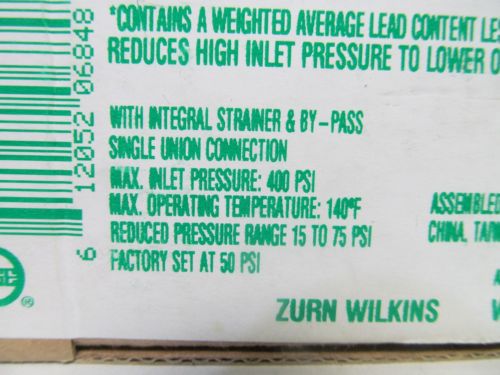 *CONTAINS A WEIGHTED AVERAGE LEAD CONTENT LES
REDUCES HIGH INLET PRESSURE TO LOWER O
WITH INTEGRAL STRAINER & BY-PASS
SINGLE UNION CONNECTION
MAX. INLET PRESSURE: 400 PSI
MAX. OPERATING TEMPERATURE: 140°F
REDUCED PRESSURE RANGE 15 TO 75 PSI
FACTORY SET AT 50 PSI
ASSEMBLED
CHINA, TAIW
ZURN WILKINS
6 12052 06848
®